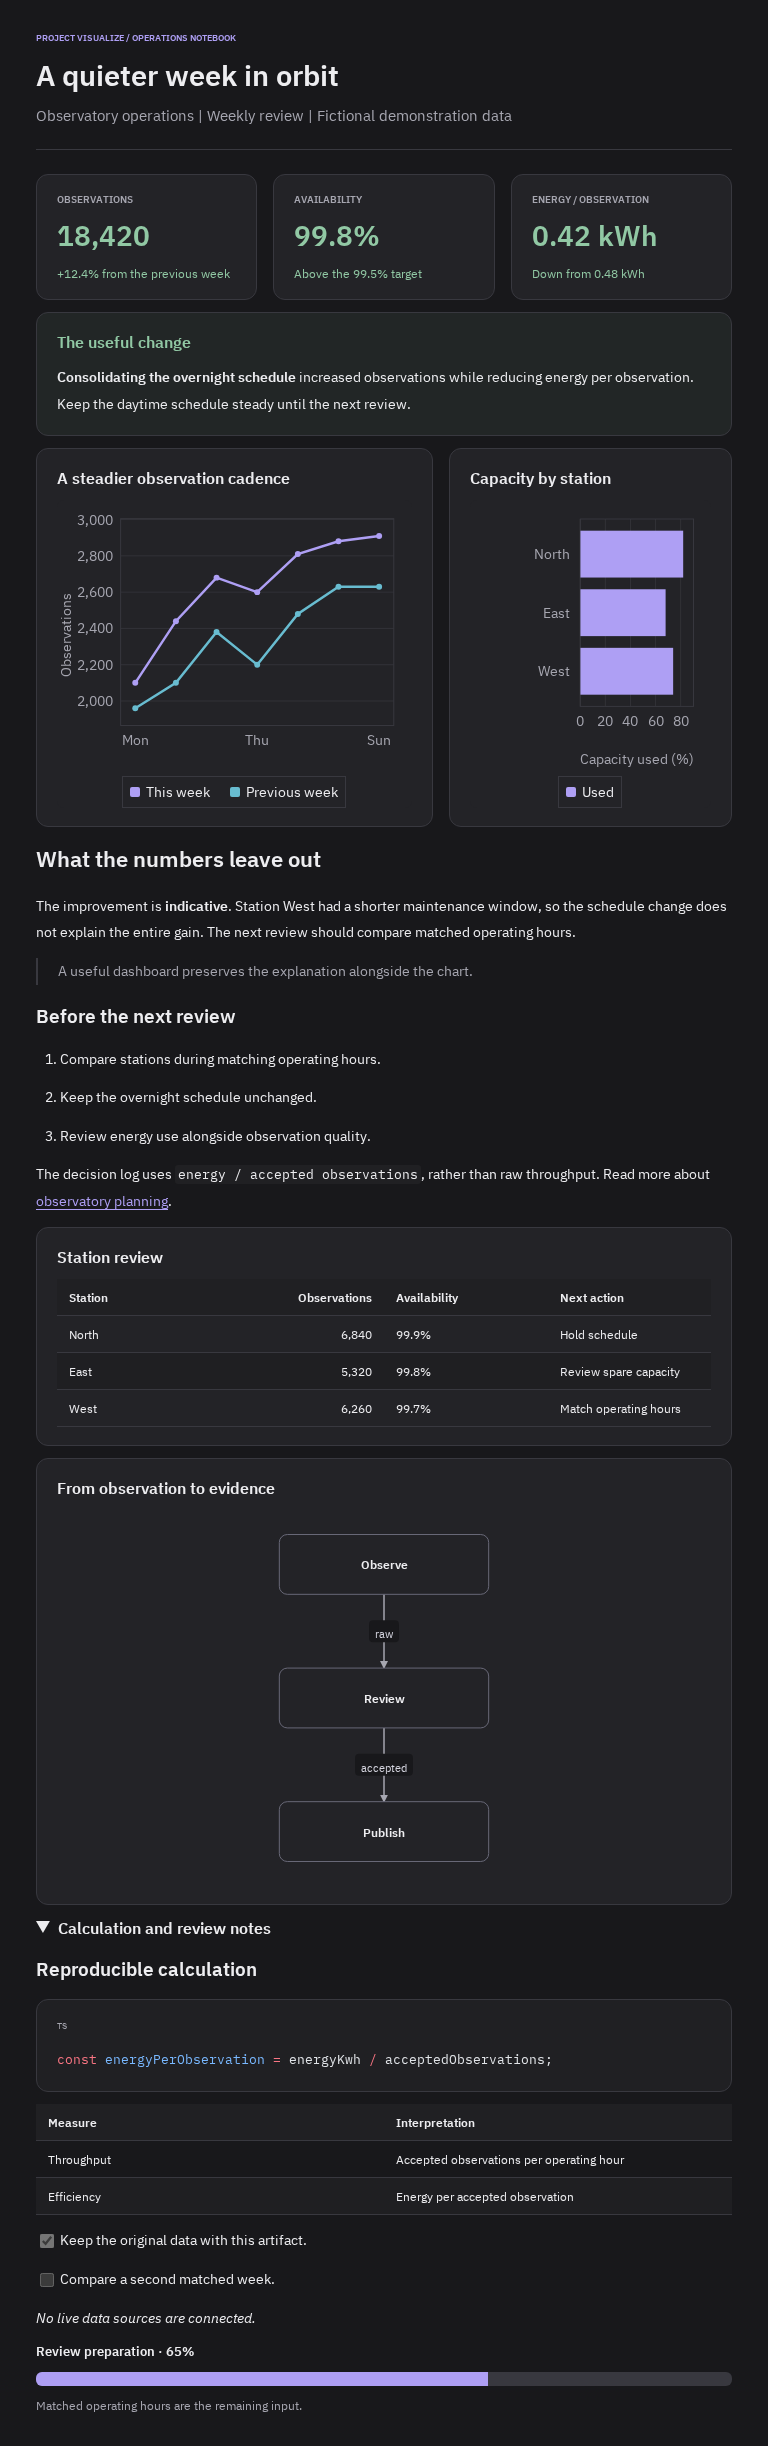 PROJECT VISUALIZE / OPERATIONS NOTEBOOK
A quieter week in orbit
Observatory operations | Weekly review | Fictional demonstration data
OBSERVATIONS
18,420
+12.4% from the previous week
AVAILABILITY
99.8%
Above the 99.5% target
ENERGY / OBSERVATION
0.42 kWh
Down from 0.48 kWh
The useful change
Consolidating the overnight schedule increased observations while reducing energy per observation.
Keep the daytime schedule steady until the next review.
A steadier observation cadence
Observations
3,000
2,800
2,600
2,400
2,200
2,000
Mon Thu Sun
This week Previous week
Capacity by station
North
East
West
0 20 40 60 80
Capacity used (%)
Used
What the numbers leave out
The improvement is indicative. Station West had a shorter maintenance window, so the schedule change does
not explain the entire gain. The next review should compare matched operating hours.
A useful dashboard preserves the explanation alongside the chart.
Before the next review
1. Compare stations during matching operating hours.
2. Keep the overnight schedule unchanged.
3. Review energy use alongside observation quality.
The decision log uses energy / accepted observations, rather than raw throughput. Read more about
observatory planning.
Station review
Station Observations Availability Next action
North 6,840 99.9% Hold schedule
East 5,320 99.8% Review spare capacity
West 6,260 99.7% Match operating hours
From observation to evidence
Observe
raw
Review
accepted
Publish
Calculation and review notes
Reproducible calculation
TS
const energyPerObservation = energyKwh / acceptedObservations;
Measure Interpretation
Throughput Accepted observations per operating hour
Efficiency Energy per accepted observation
Keep the original data with this artifact.
Compare a second matched week.
No live data sources are connected.
Review preparation · 65%
Matched operating hours are the remaining input.